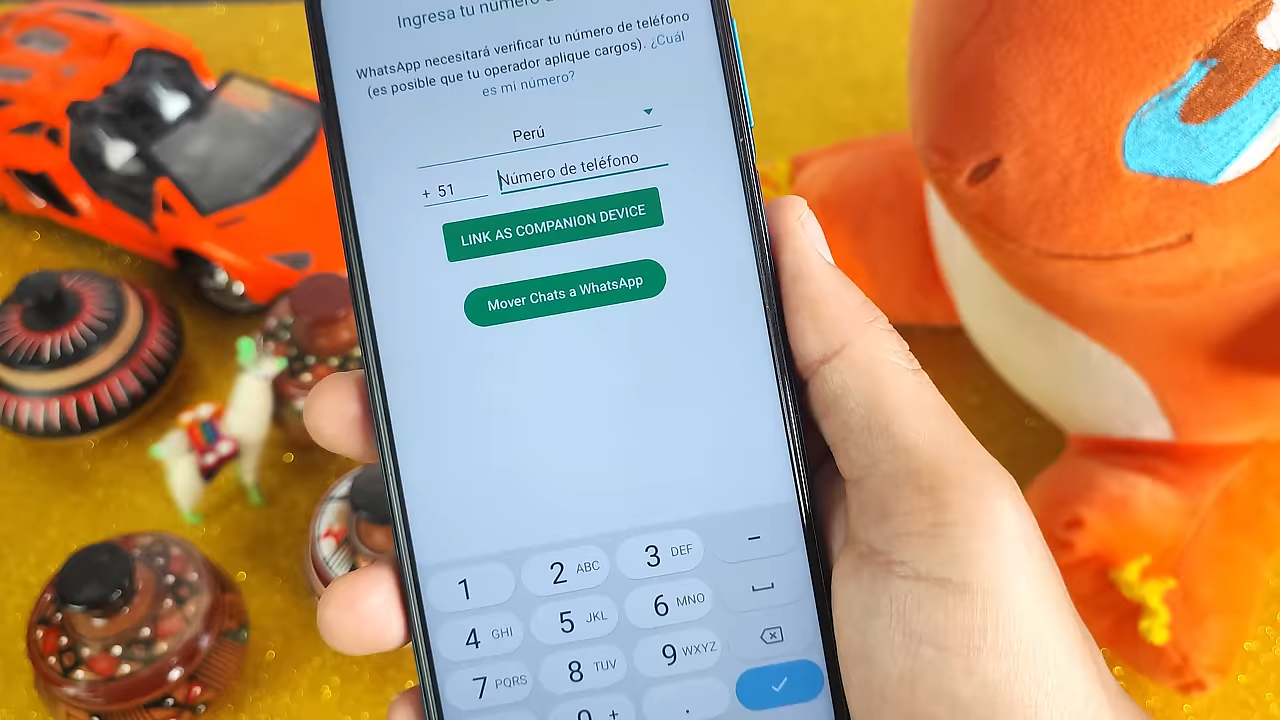 Ingresa tu número
WhatsApp necesitará verificar tu número de teléfono
(es posible que tu operador aplique cargos). ¿Cuál
es mi número?
Perú
+ 51 Número de teléfono
LINK AS COMPANION DEVICE
Mover Chats a WhatsApp
1 2 ABC 3 DEF -
4 GHI 5 JKL 6 MNO
7 PQRS 8 TUV 9 WXYZ
0 + .